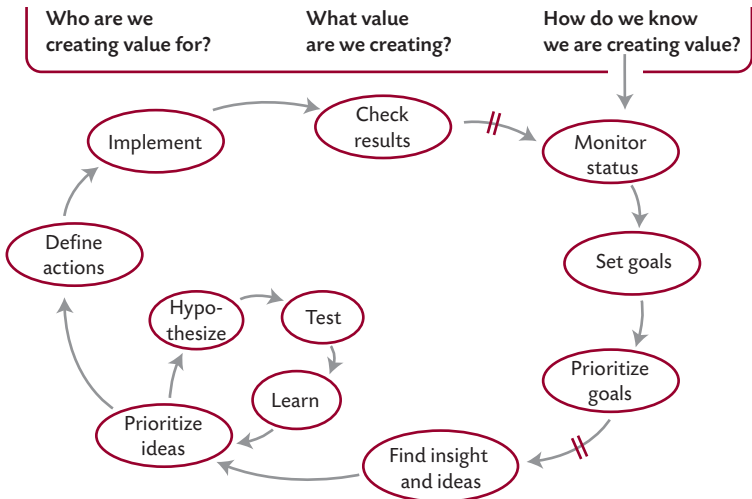 Who are we
creating value for?
What value
are we creating?
How do we know
we are creating value?
Implement
Check
results
Monitor
status
Define
actions
Set goals
Hypo-
thesize
Test
Prioritize
goals
Learn
Prioritize
ideas
Find insight
and ideas